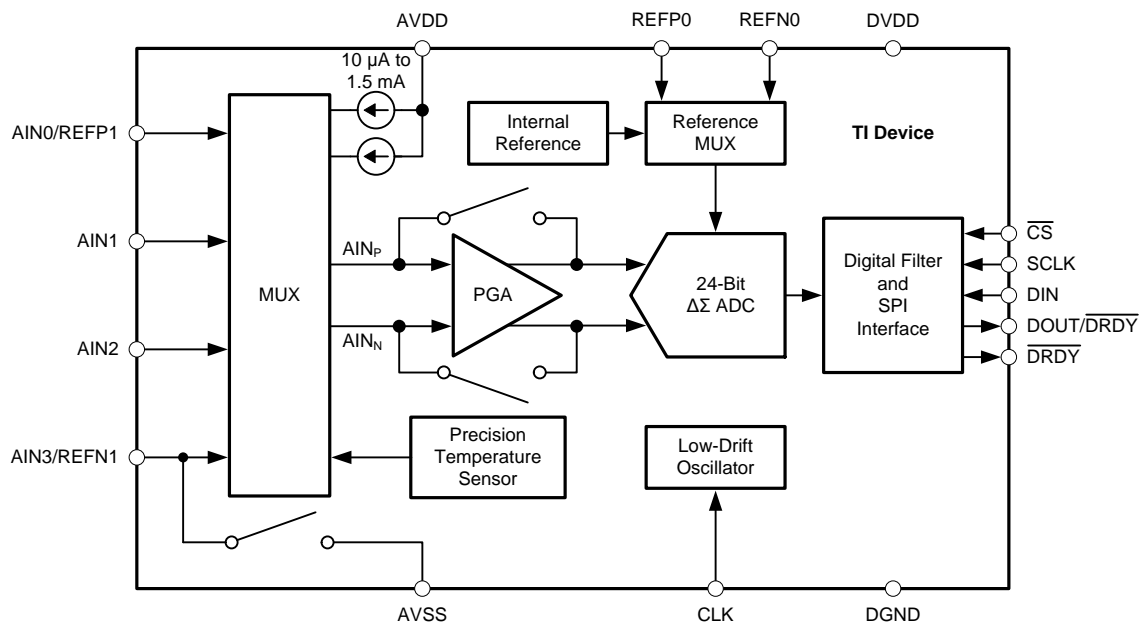 AVDD
REFP0
REFN0
DVDD
10 µA to
1.5 mA
AIN0/REFP1
Internal
Reference
Reference
MUX
TI Device
AIN1
AINP
MUX
PGA
24-Bit
ΔΣ ADC
Digital Filter
and
SPI
Interface
CS
SCLK
DIN
DOUT/DRDY
DRDY
AINN
AIN2
AIN3/REFN1
Precision
Temperature
Sensor
Low-Drift
Oscillator
AVSS
CLK
DGND